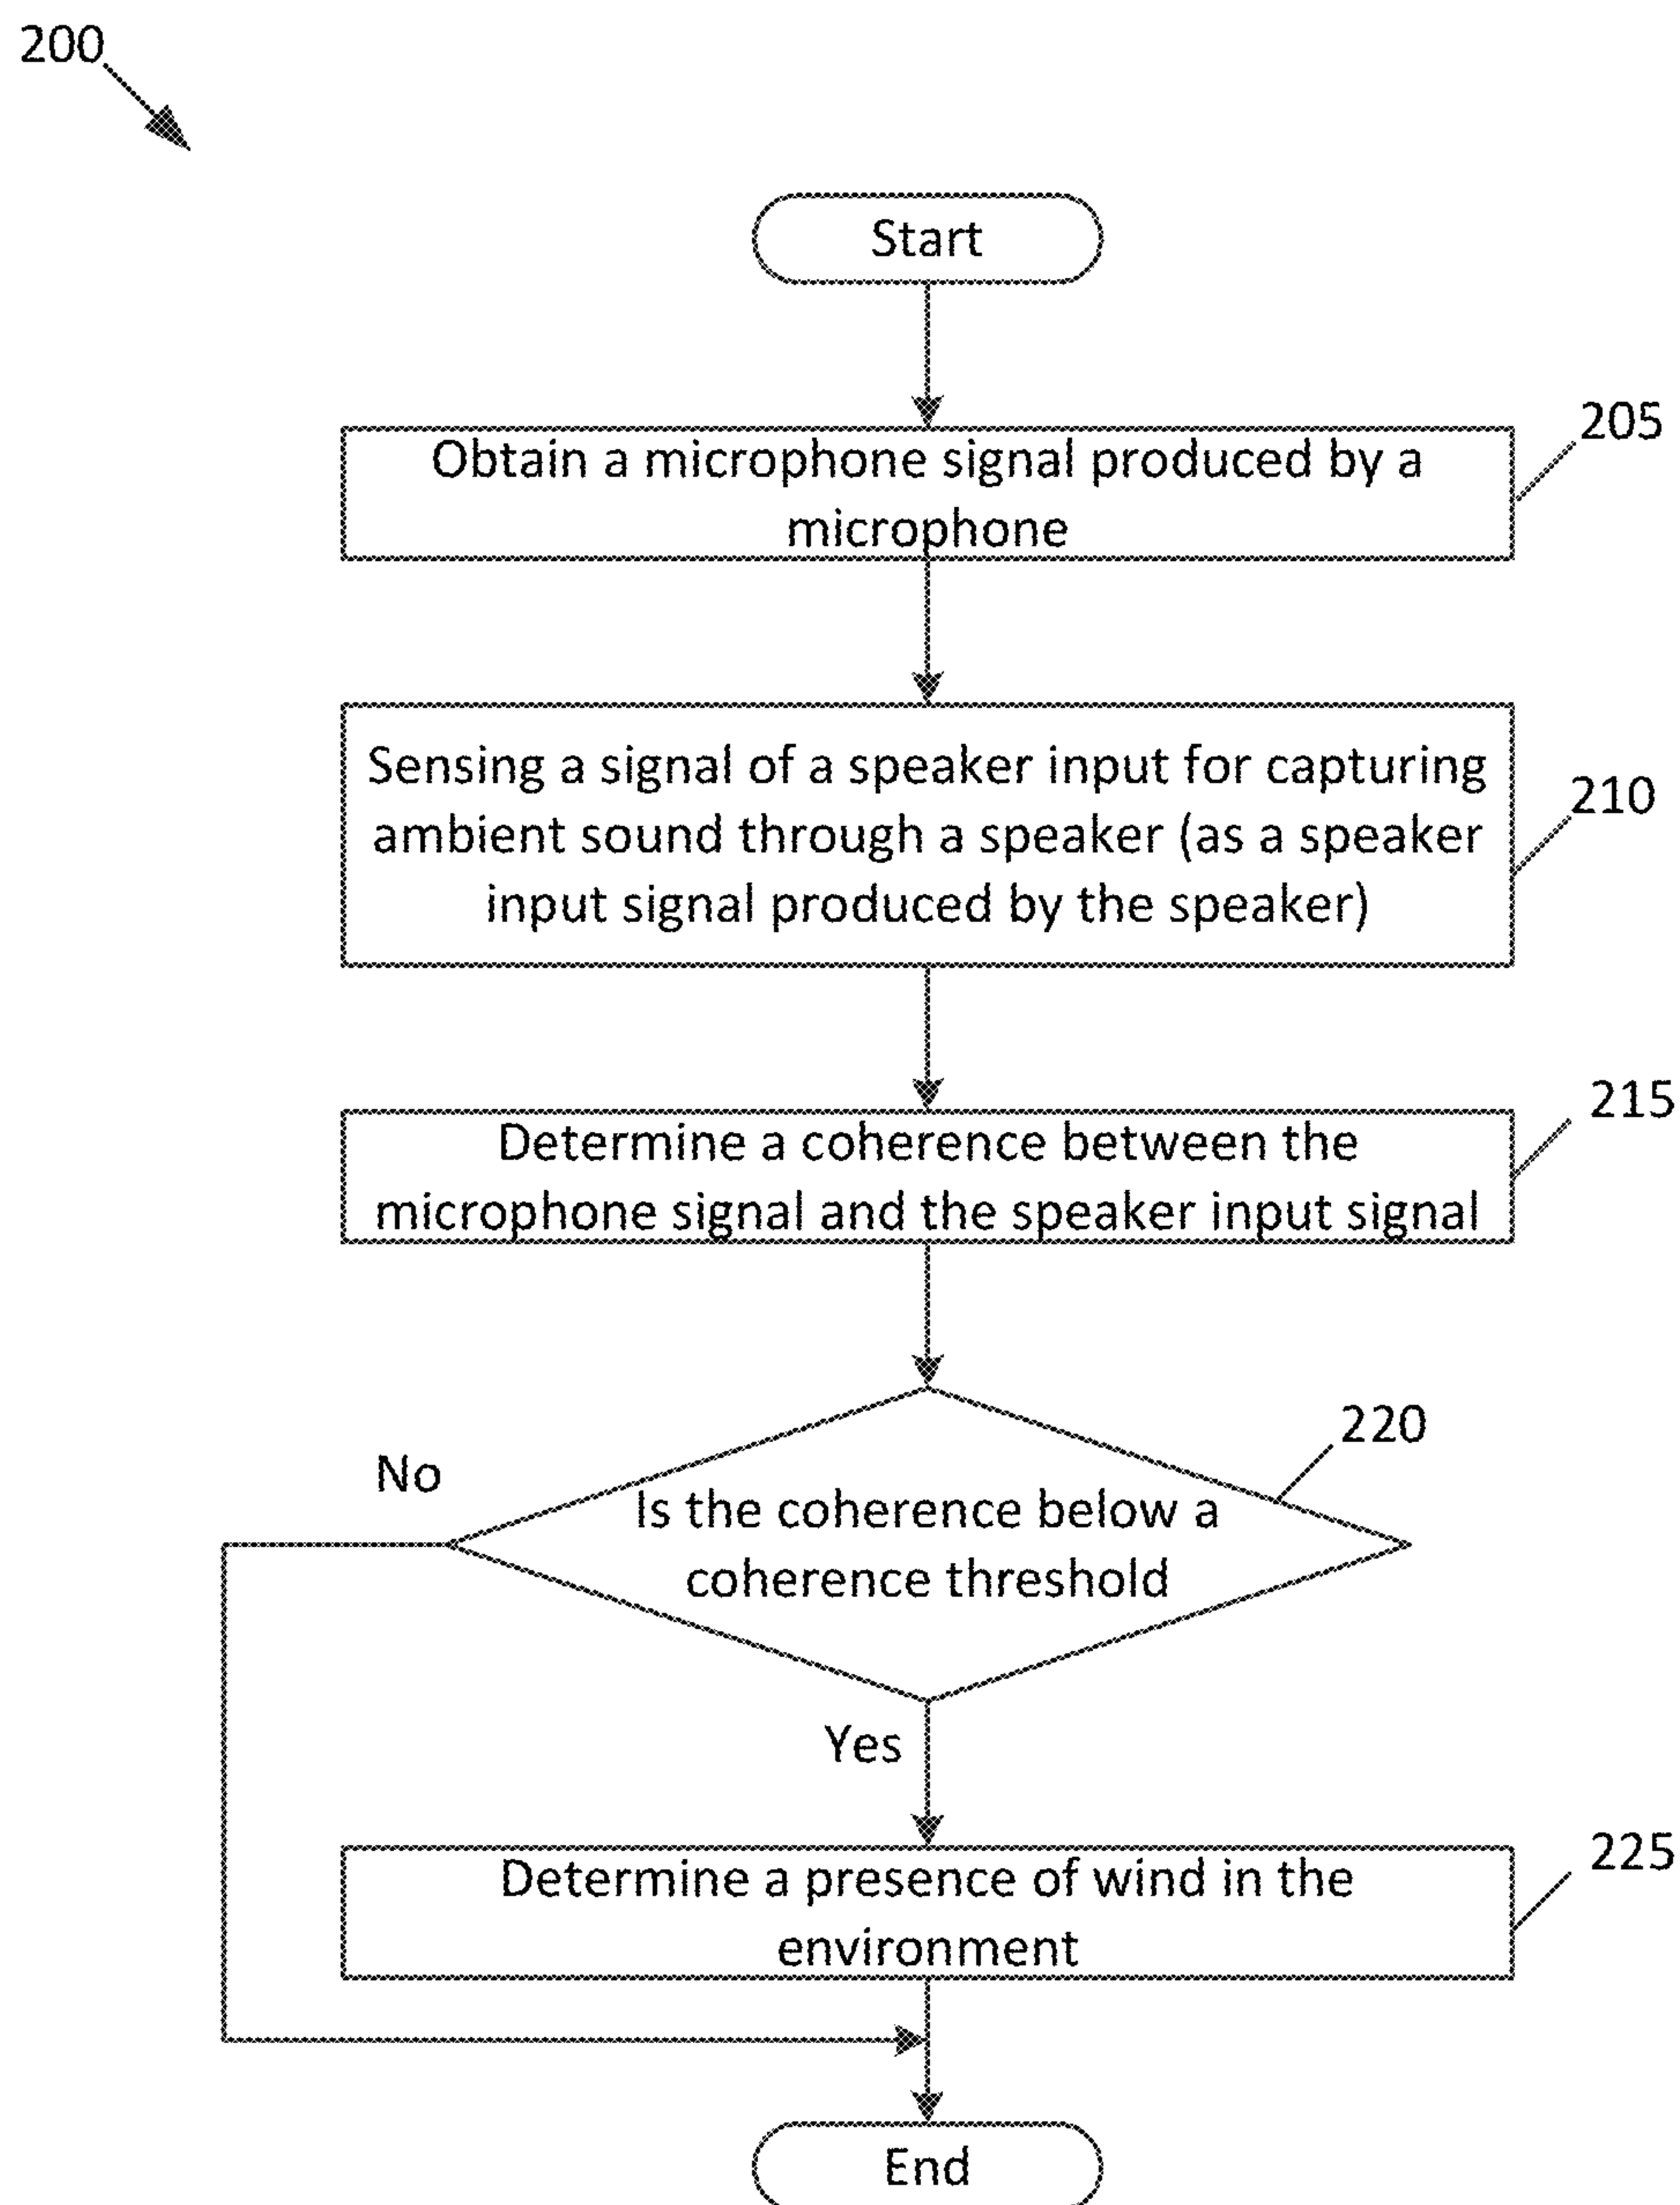 200
Start
205
Obtain a microphone signal produced by a
microphone
210
Sensing a signal of a speaker input for capturing
ambient sound through a speaker (as a speaker
input signal produced by the speaker)
215
Determine a coherence between the
microphone signal and the speaker input signal
220
No
Is the coherence below a
coherence threshold
Yes
225
Determine a presence of wind in the
environment
End